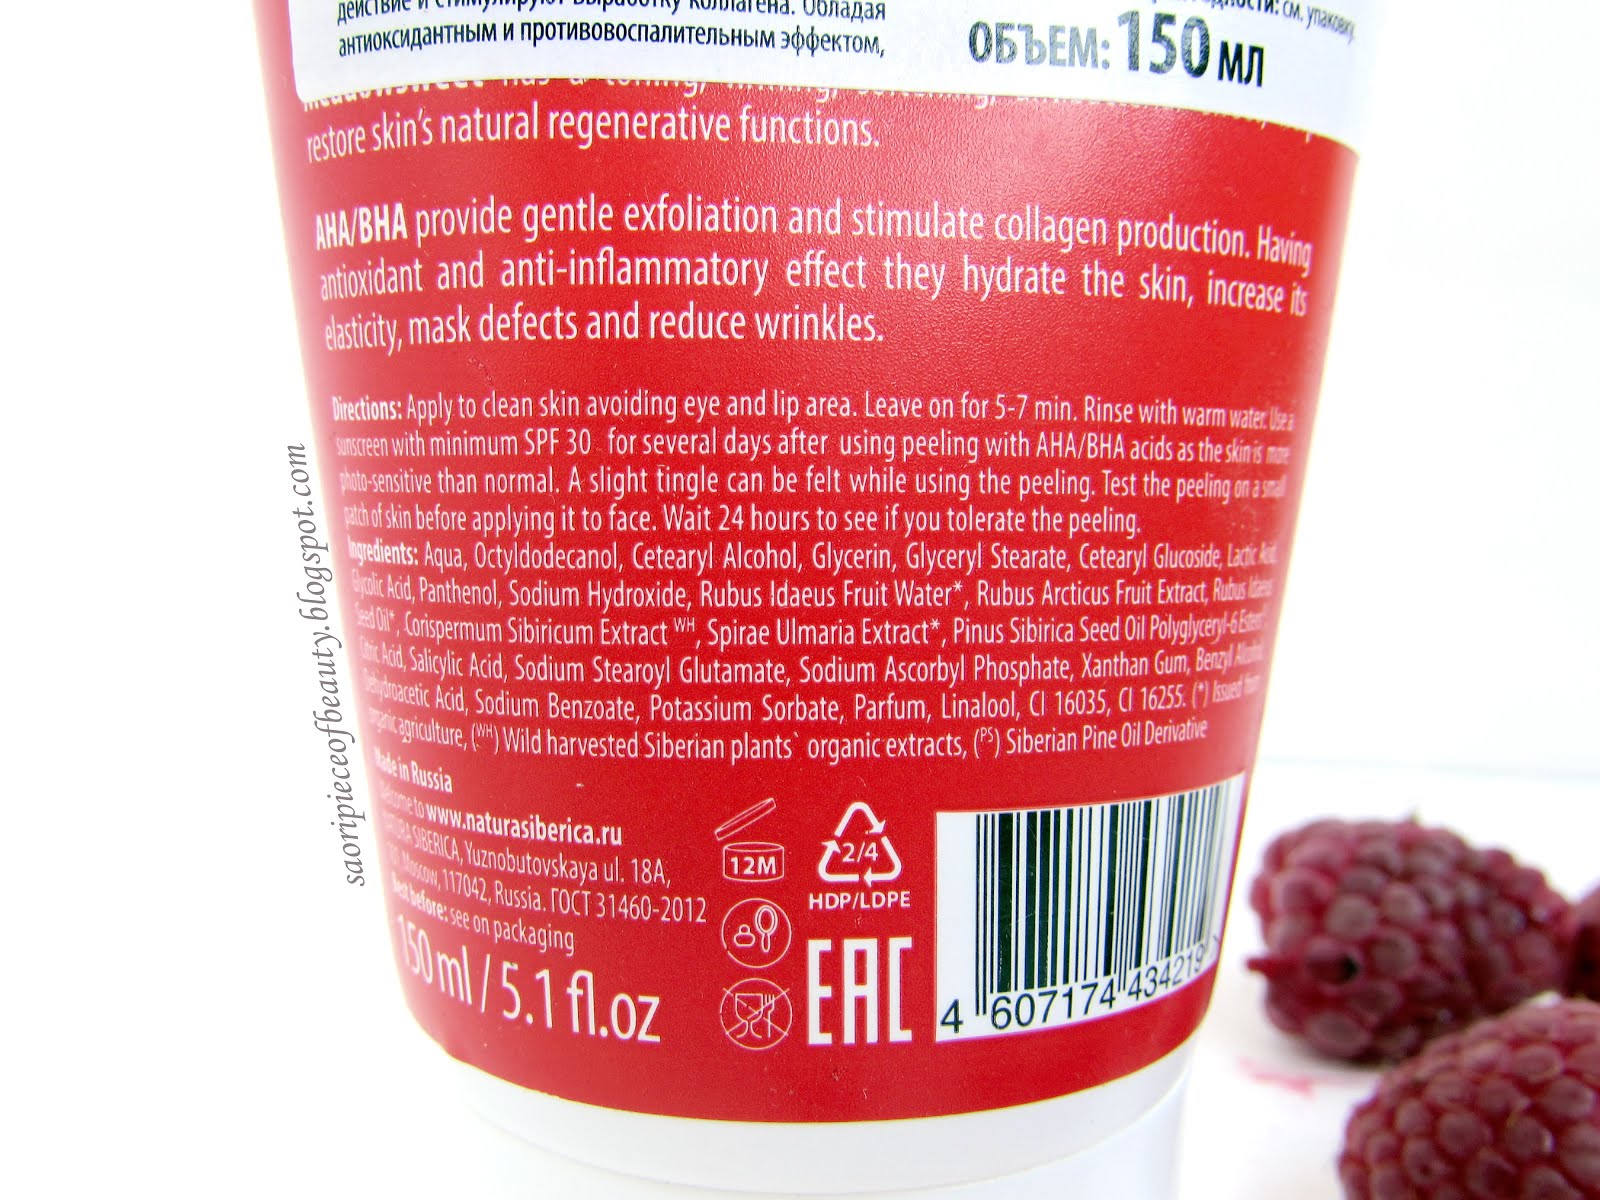 действие и стимулируют выработку коллагена. Обладая
антиоксидантным и противовоспалительным эффектом,
см. упаковку.
ОБЪЕМ: 150 МЛ
restore skin's natural regenerative functions.
AHA/BHA provide gentle exfoliation and stimulate collagen production. Having
antioxidant and anti-inflammatory effect they hydrate the skin, increase its
elasticity, mask defects and reduce wrinkles.
Directions: Apply to clean skin avoiding eye and lip area. Leave on for 5-7 min. Rinse with warm water. Use a
sunscreen with minimum SPF 30 for several days after using peeling with AHA/BHA acids as the skin is more
photo-sensitive than normal. A slight tingle can be felt while using the peeling. Test the peeling on a small
patch of skin before applying it to face. Wait 24 hours to see if you tolerate the peeling.
Ingredients: Aqua, Octyldodecanol, Cetearyl Alcohol, Glycerin, Glyceryl Stearate, Cetearyl Glucoside, Lactic Acid,
Glycolic Acid, Panthenol, Sodium Hydroxide, Rubus Idaeus Fruit Water*, Rubus Arcticus Fruit Extract, Rubus Idaeus
Seed Oil*, Corispermum Sibiricum Extract WH, Spirae Ulmaria Extract*, Pinus Sibirica Seed Oil Polyglyceryl-6 Esters
Citric Acid, Salicylic Acid, Sodium Stearoyl Glutamate, Sodium Ascorbyl Phosphate, Xanthan Gum, Benzyl Alcohol,
Dehydroacetic Acid, Sodium Benzoate, Potassium Sorbate, Parfum, Linalool, CI 16035, CI 16255. (*) Issued from
organic agriculture, (WH) Wild harvested Siberian plants` organic extracts, (PS) Siberian Pine Oil Derivative
Made in Russia
Welcome to www.naturasiberica.ru
NATURA SIBERICA, Yuznobutovskaya ul. 18A,
Moscow, 117042, Russia. ГОСТ 31460-2012
Best before: see on packaging
150 ml / 5.1 fl.oz
12M
2/4
HDP/LDPE
EAC
4 607174 434219
saoripieceofbeauty.blogspot.com